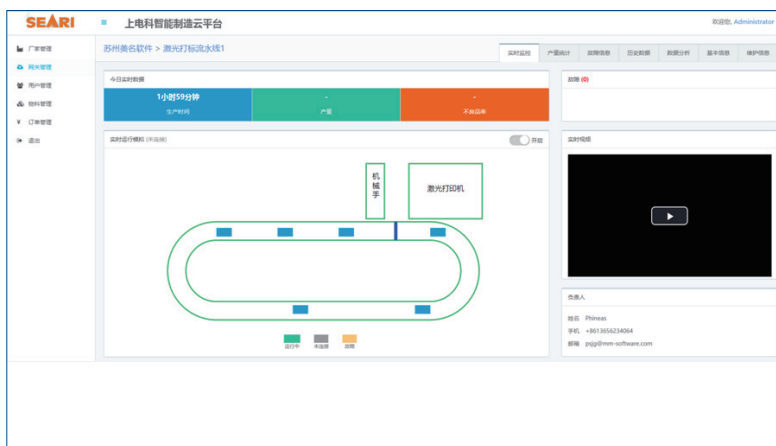 SEARI
上电科智能制造云平台
欢迎您, Administrator
厂家管理
网关管理
用户管理
物料管理
订单管理
退出
苏州美名软件 > 激光打标流水线1
实时监控 产量统计 故障信息 历史数据 数据分析 基本信息 维护信息
今日实时数据
1小时59分钟
生产时间
-
产量
-
不良品率
故障 (0)
实时运行模拟 (未连接)
开启
机械手
激光打印机
运行中 未连接 故障
实时视频
负责人
姓名 Phineas
手机 +8613656234064
邮箱 psjg@mm-software.com